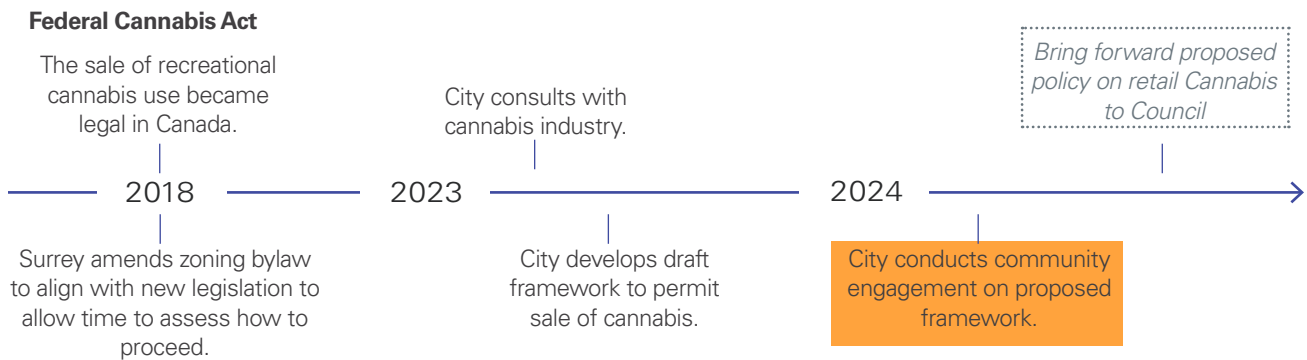 Federal Cannabis Act
The sale of recreational
cannabis use became
legal in Canada.
City consults with
cannabis industry.
Bring forward proposed
policy on retail Cannabis
to Council
2018
2023
2024
Surrey amends zoning bylaw
to align with new legislation to
allow time to assess how to
proceed.
City develops draft
framework to permit
sale of cannabis.
City conducts community
engagement on proposed
framework.